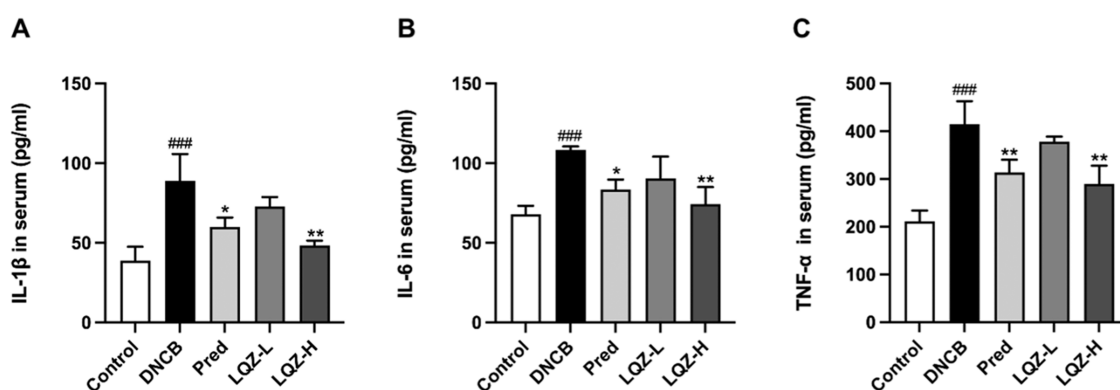 A
IL-1β in serum (pg/ml)
150
100
50
0
###
*
**
Control
DNCB
Pred
LQZ-L
LQZ-H
B
IL-6 in serum (pg/ml)
150
100
50
0
###
*
**
Control
DNCB
Pred
LQZ-L
LQZ-H
C
TNF-α in serum (pg/ml)
500
400
300
200
100
0
###
**
**
Control
DNCB
Pred
LQZ-L
LQZ-H